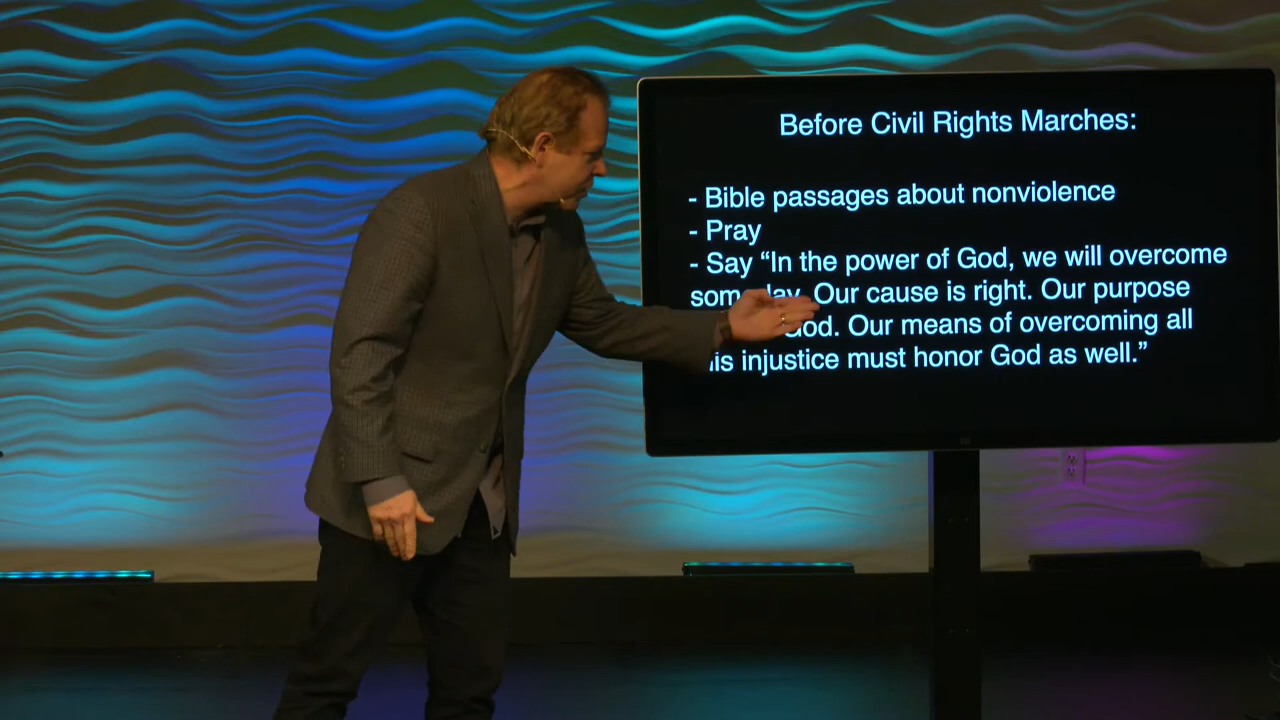 Before Civil Rights Marches:
- Bible passages about nonviolence
- Pray
- Say “In the power of God, we will overcome
Our cause is right. Our purpose
God. Our means of overcoming all
injustice must honor God as well.”